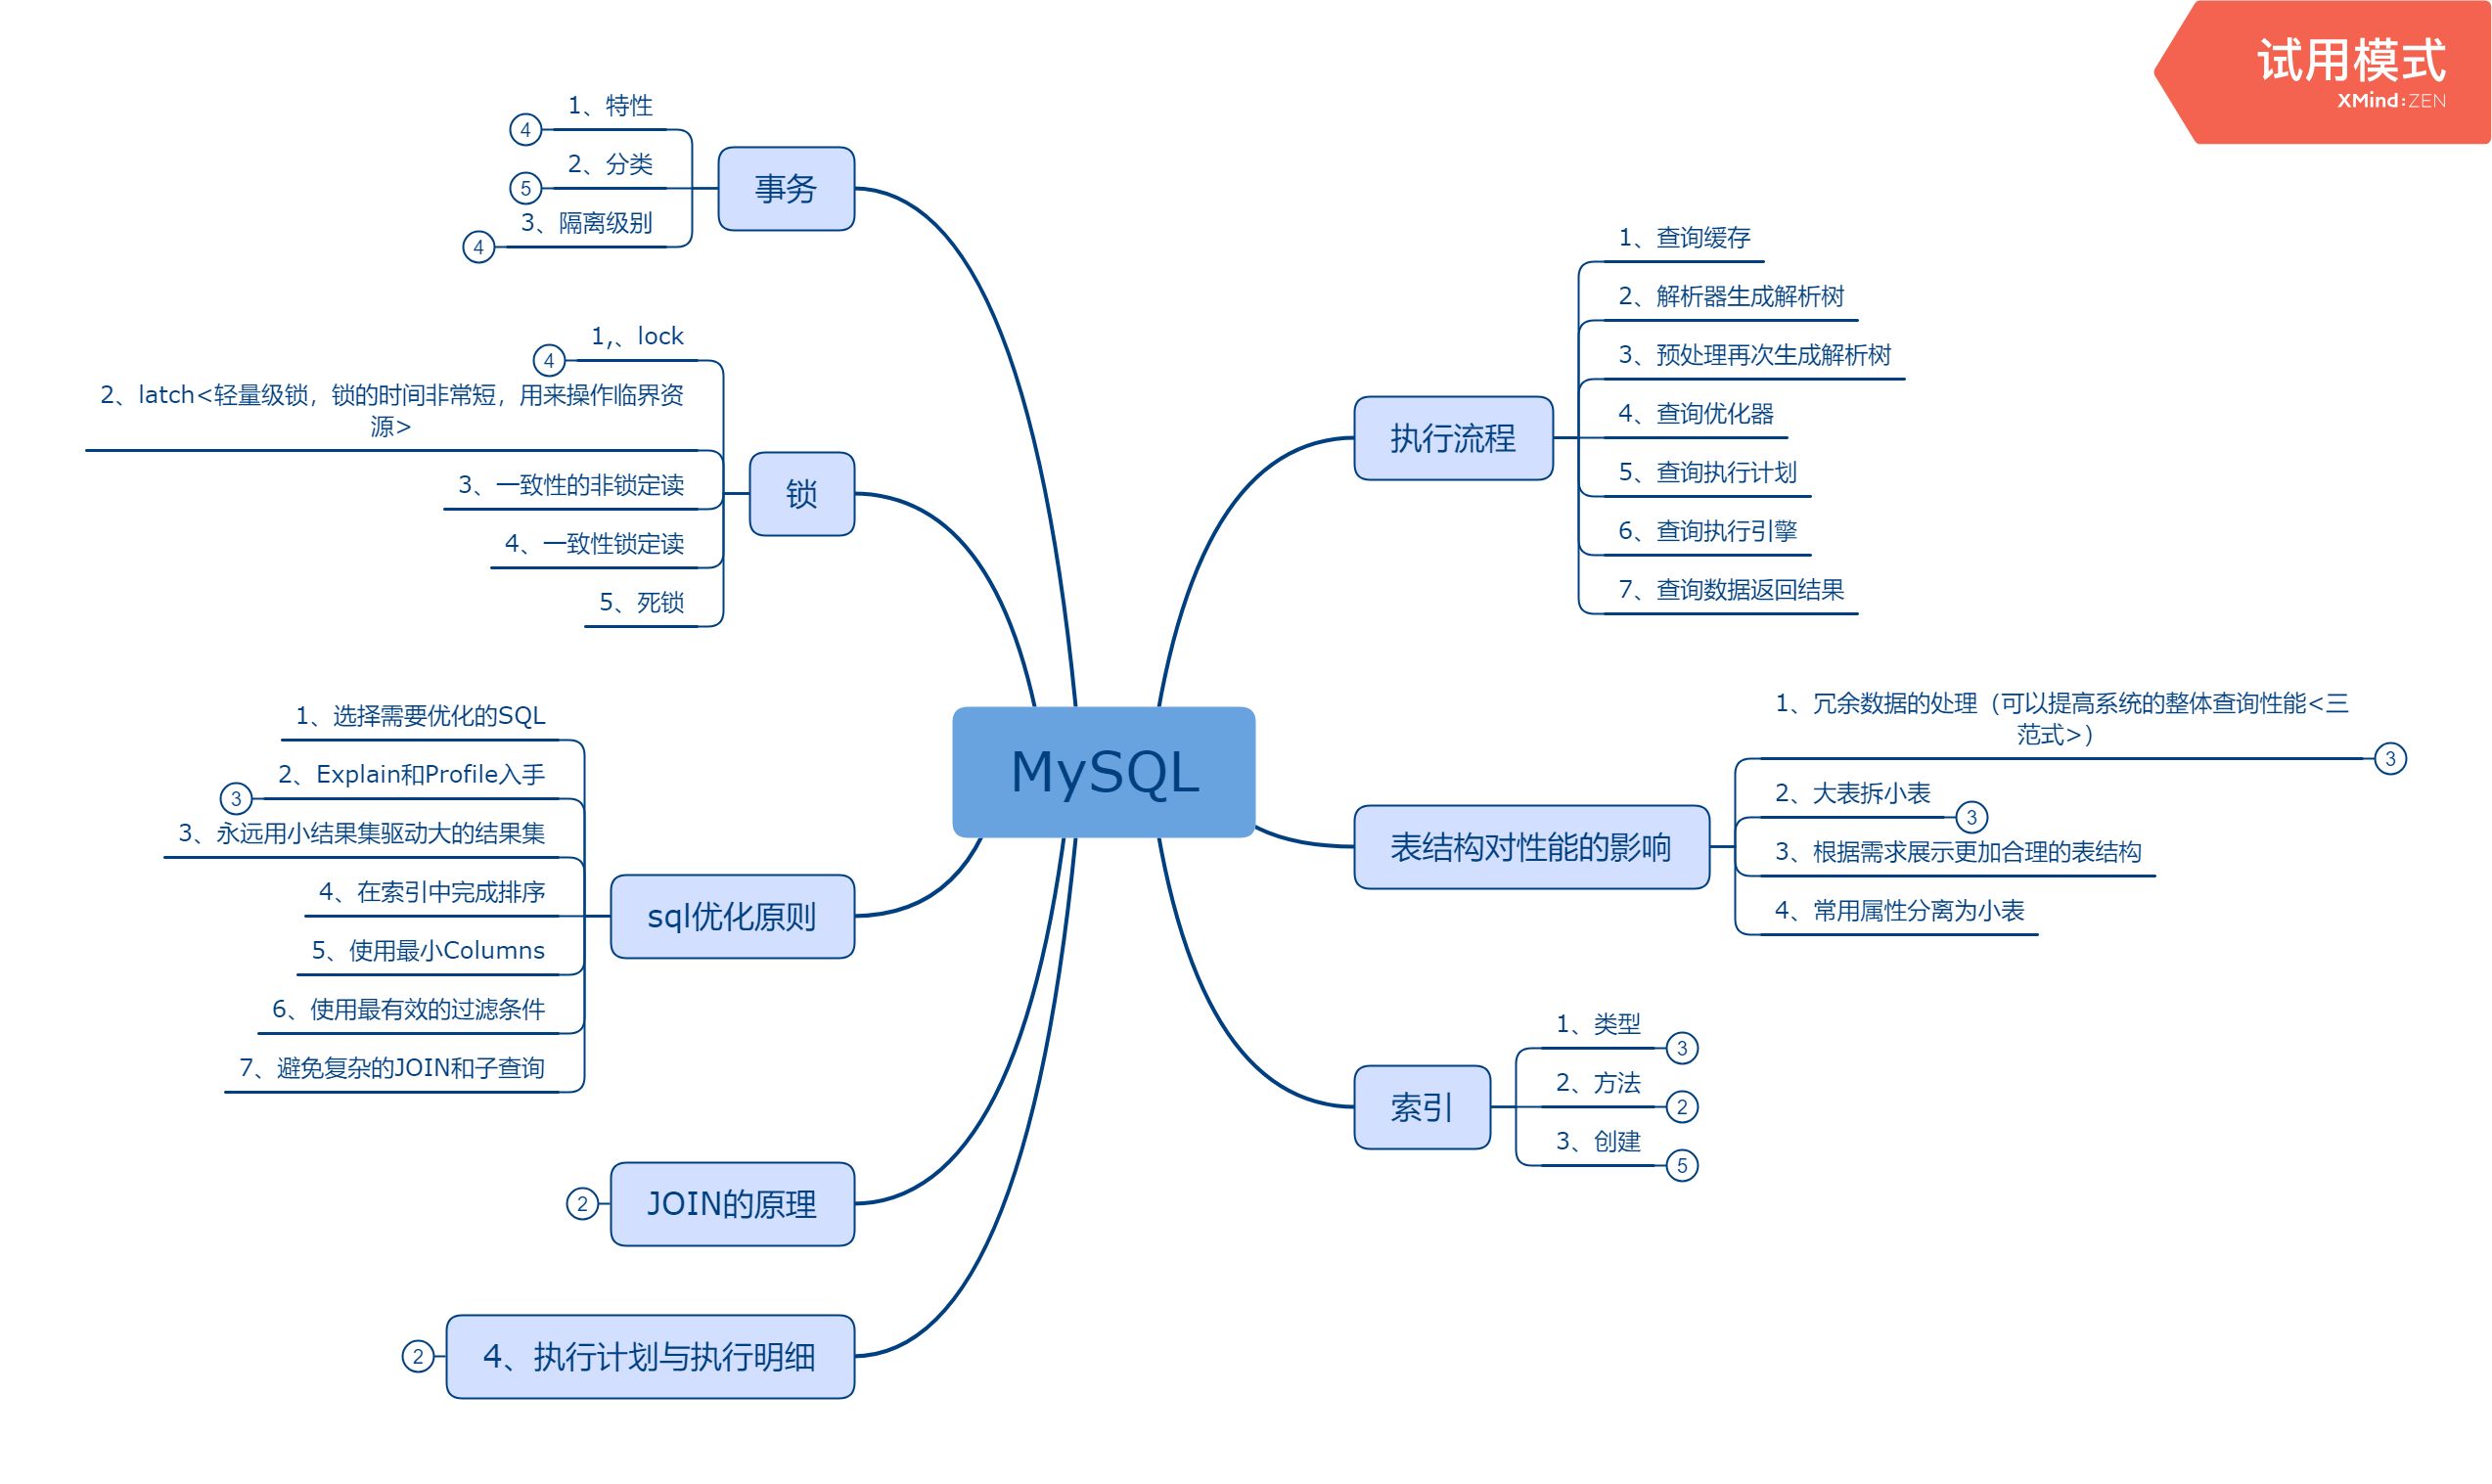 试用模式
XMind:ZEN
MySQL
执行流程
1、查询缓存
2、解析器生成解析树
3、预处理再次生成解析树
4、查询优化器
5、查询执行计划
6、查询执行引擎
7、查询数据返回结果
表结构对性能的影响
1、冗余数据的处理（可以提高系统的整体查询性能<三
范式>）
3
2、大表拆小表
3
3、根据需求展示更加合理的表结构
4、常用属性分离为小表
索引
1、类型
3
2、方法
2
3、创建
5
事务
1、特性
4
2、分类
5
3、隔离级别
4
锁
1,、lock
4
2、latch<轻量级锁，锁的时间非常短，用来操作临界资
源>
3、一致性的非锁定读
4、一致性锁定读
5、死锁
sql优化原则
1、选择需要优化的SQL
2、Explain和Profile入手
3
3、永远用小结果集驱动大的结果集
4、在索引中完成排序
5、使用最小Columns
6、使用最有效的过滤条件
7、避免复杂的JOIN和子查询
JOIN的原理
2
4、执行计划与执行明细
2